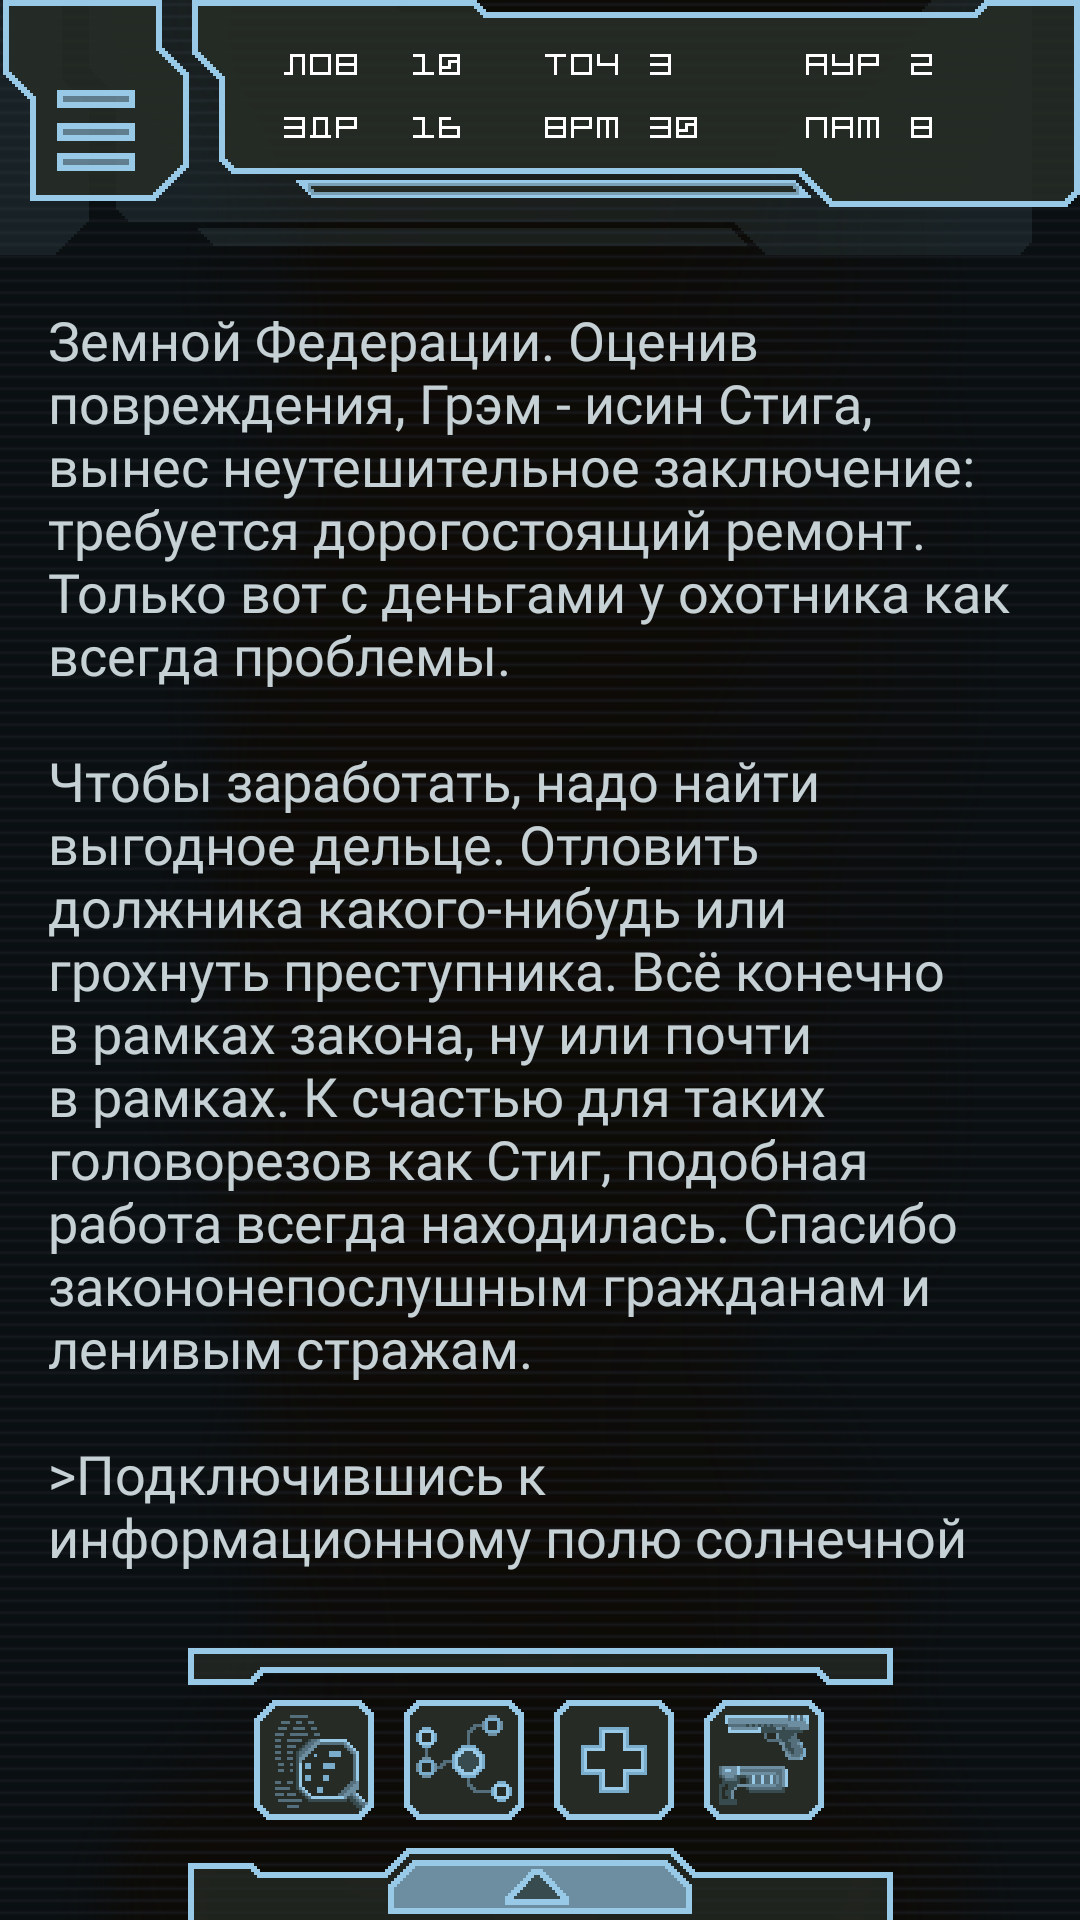 ЛОВ 10 ТОЧ 3 АУР 2
ЗДР 16 ВРМ 30 ПАМ 8
Земной Федерации. Оценив
повреждения, Грэм - исин Стига,
вынес неутешительное заключение:
требуется дорогостоящий ремонт.
Только вот с деньгами у охотника как
всегда проблемы.
Чтобы заработать, надо найти
выгодное дельце. Отловить
должника какого-нибудь или
грохнуть преступника. Всё конечно
в рамках закона, ну или почти
в рамках. К счастью для таких
головорезов как Стиг, подобная
работа всегда находилась. Спасибо
закононепослушным гражданам и
ленивым стражам.
>Подключившись к
информационному полю солнечной